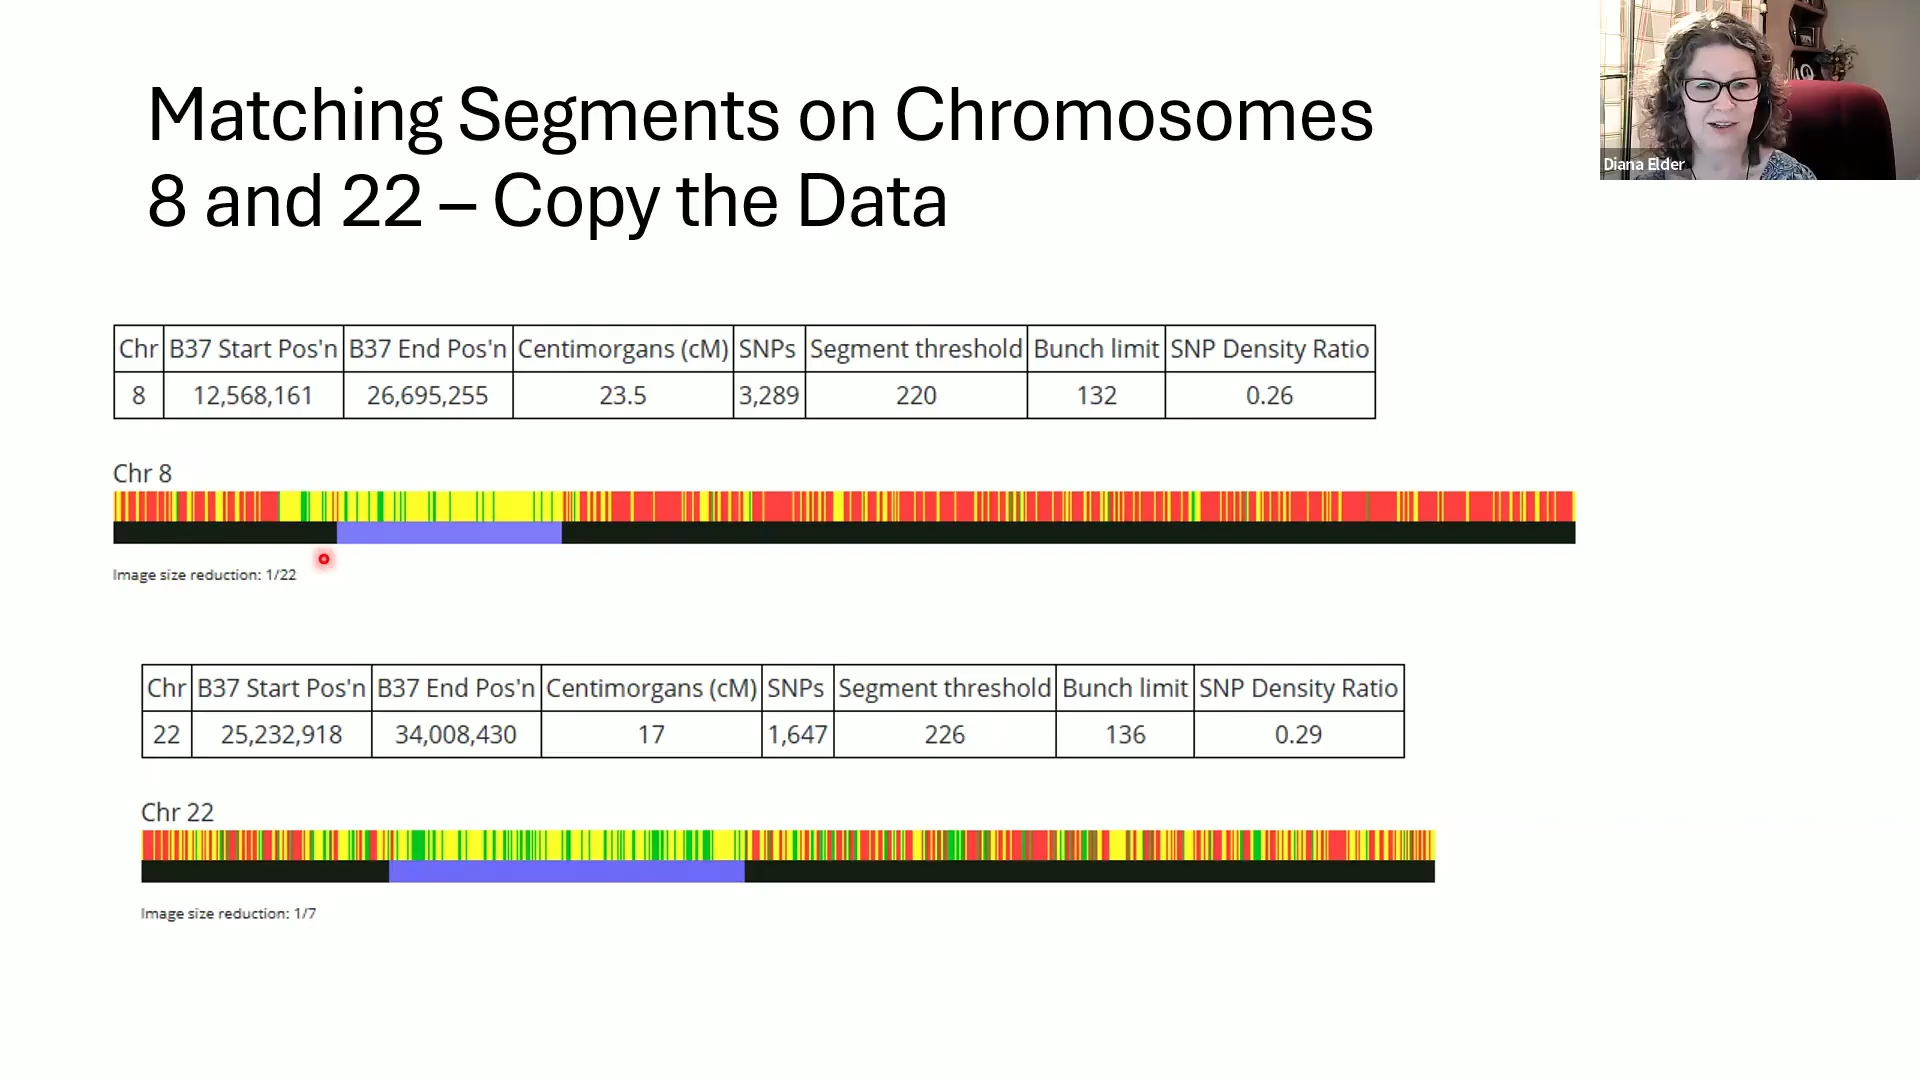 Matching Segments on Chromosomes
8 and 22 – Copy the Data
Diana Elder
Chr B37 Start Pos'n B37 End Pos'n Centimorgans (cM) SNPs Segment threshold Bunch limit SNP Density Ratio
8 12,568,161 26,695,255 23.5 3,289 220 132 0.26
Chr 8
Image size reduction: 1/22
Chr B37 Start Pos'n B37 End Pos'n Centimorgans (cM) SNPs Segment threshold Bunch limit SNP Density Ratio
22 25,232,918 34,008,430 17 1,647 226 136 0.29
Chr 22
Image size reduction: 1/7